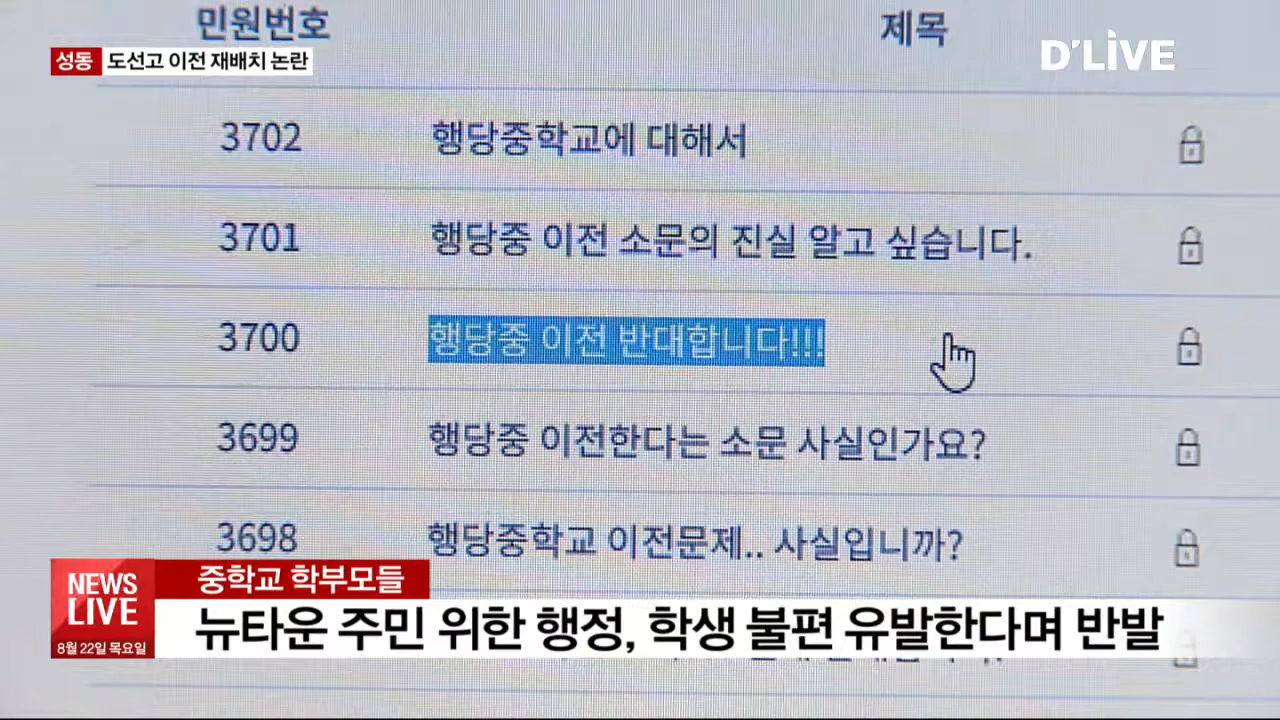 민원번호
제목
성동 도선고 이전 재배치 논란
D'LIVE
3702 행당중학교에 대해서
3701 행당중 이전 소문의 진실 알고 싶습니다.
3700 행당중 이전 반대합니다!!!
3699 행당중 이전한다는 소문 사실인가요?
3698 행당중학교 이전문제.. 사실입니까?
NEWS
LIVE
8월 22일 목요일
중학교 학부모들
뉴타운 주민 위한 행정, 학생 불편 유발한다며 반발